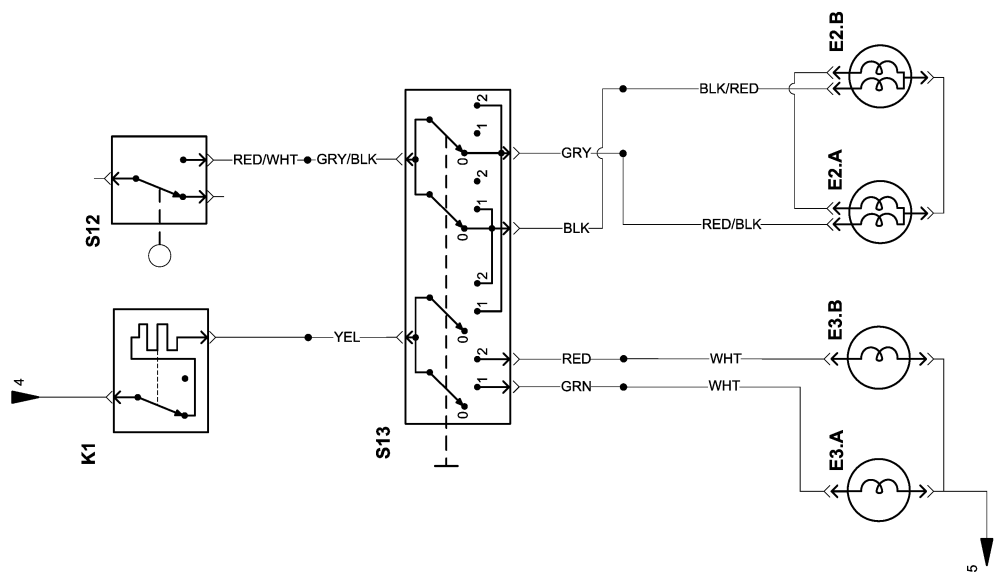 E2.B
BLK/RED
2
1
0
GRY
RED/WHT
GRY/BLK
S12
2
1
0
BLK
E2.A
RED/BLK
2
1
0
YEL
E3.B
2
RED
WHT
1
GRN
WHT
0
4
K1
S13
E3.A
5